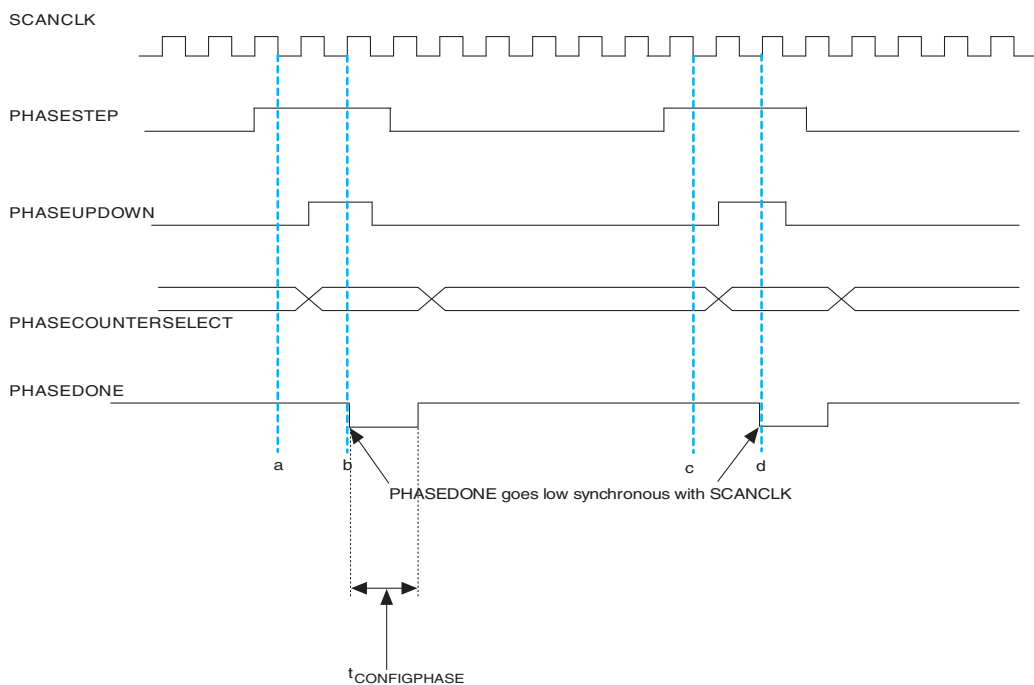 SCANCLK
PHASESTEP
PHASEUPDOWN
PHASECOUNTERSELECT
PHASEDONE
a b c d
PHASEDONE goes low synchronous with SCANCLK
tCONFIGPHASE